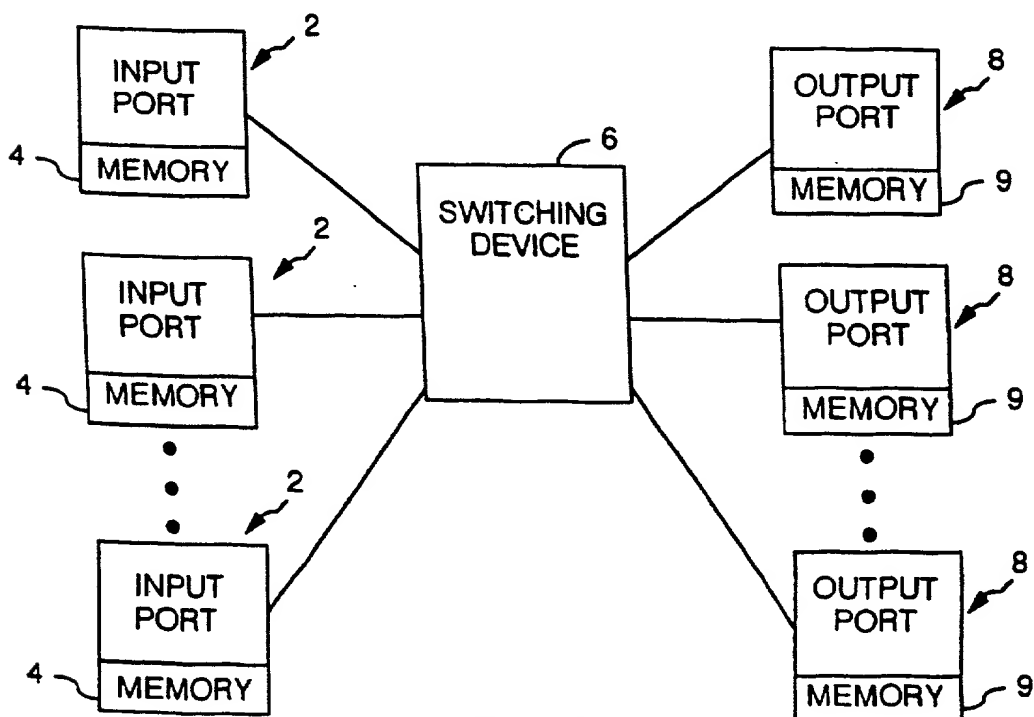 2
INPUT
PORT
4
MEMORY
2
INPUT
PORT
4
MEMORY
2
INPUT
PORT
4
MEMORY
6
SWITCHING
DEVICE
8
OUTPUT
PORT
MEMORY
9
8
OUTPUT
PORT
MEMORY
9
8
OUTPUT
PORT
MEMORY
9